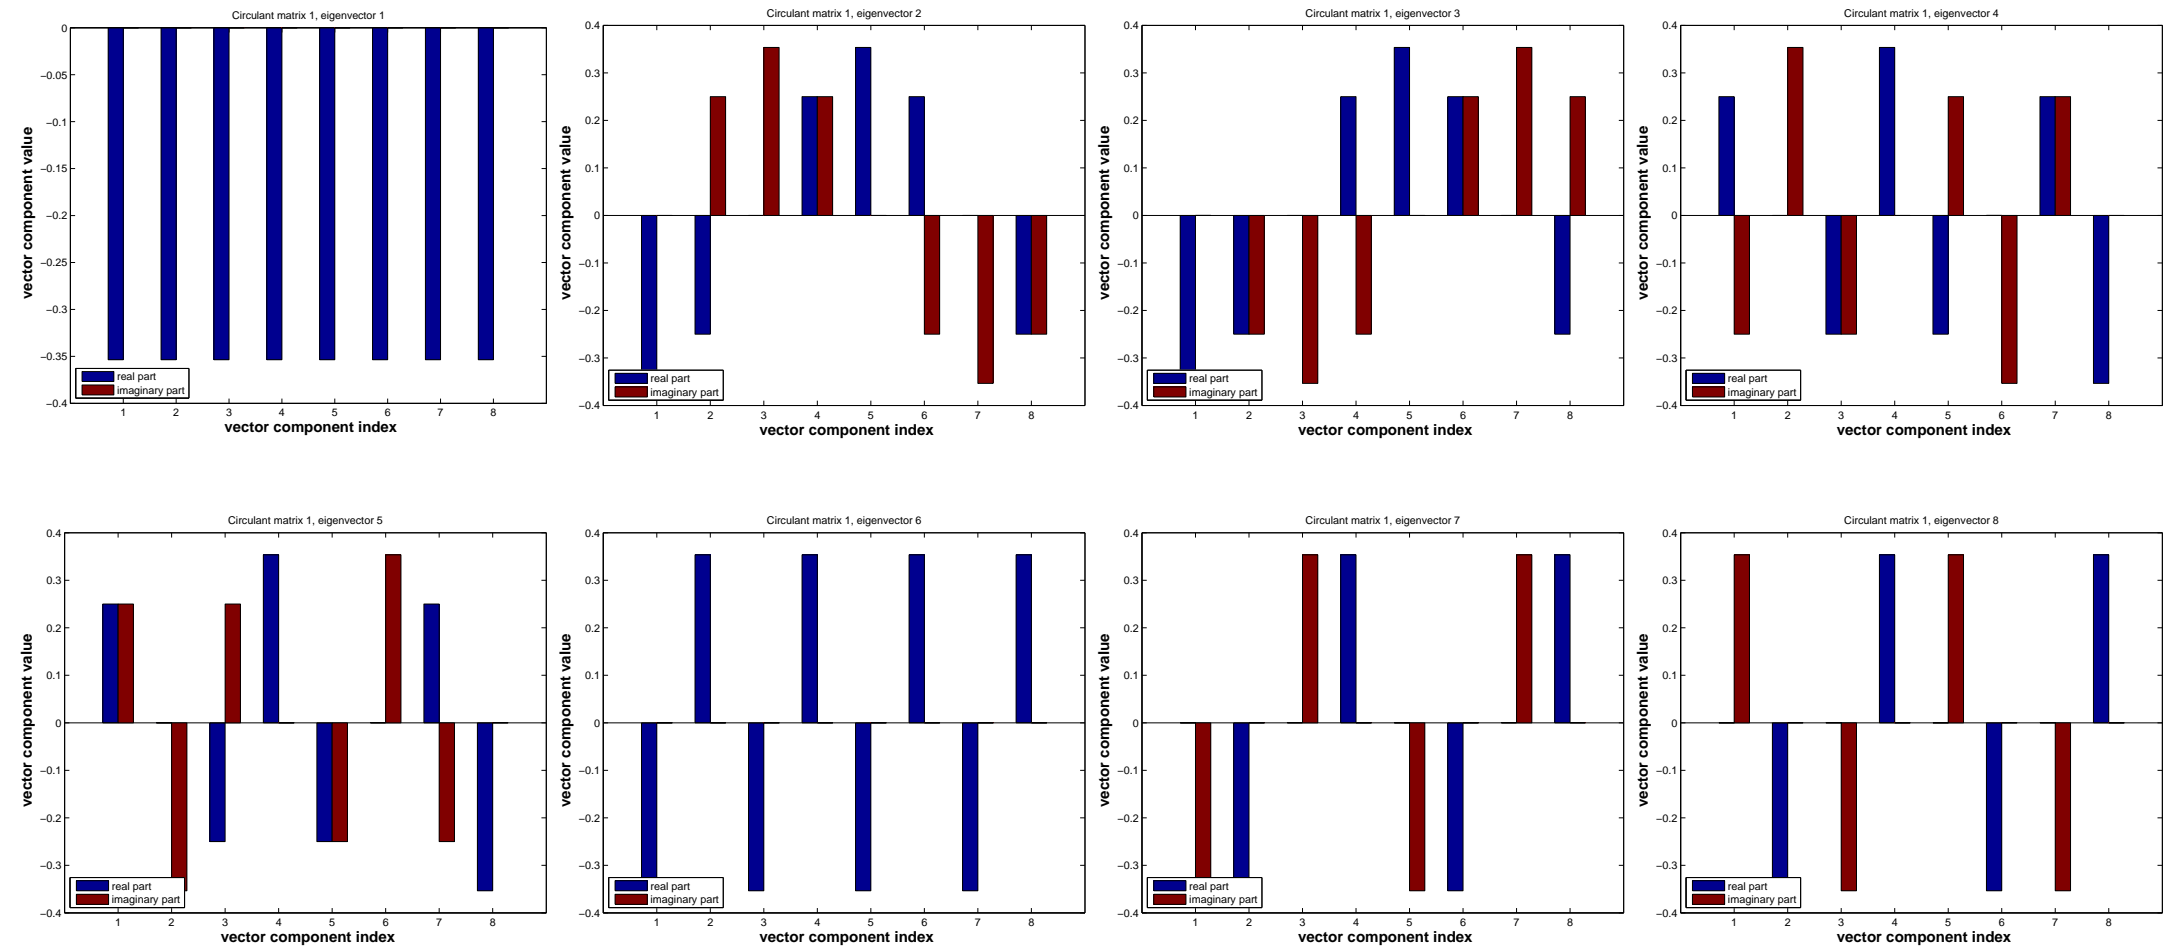 Circulant matrix 1, eigenvector 1
0
−0.05
−0.1
−0.15
−0.2
−0.25
−0.3
−0.35
−0.4
vector component value
real part
imaginary part
1 2 3 4 5 6 7 8
vector component index
Circulant matrix 1, eigenvector 2
0.4
0.3
0.2
0.1
0
−0.1
−0.2
−0.3
−0.4
vector component value
real part
imaginary part
1 2 3 4 5 6 7 8
vector component index
Circulant matrix 1, eigenvector 3
0.4
0.3
0.2
0.1
0
−0.1
−0.2
−0.3
−0.4
vector component value
real part
imaginary part
1 2 3 4 5 6 7 8
vector component index
Circulant matrix 1, eigenvector 4
0.4
0.3
0.2
0.1
0
−0.1
−0.2
−0.3
−0.4
vector component value
real part
imaginary part
1 2 3 4 5 6 7 8
vector component index
Circulant matrix 1, eigenvector 5
0.4
0.3
0.2
0.1
0
−0.1
−0.2
−0.3
−0.4
vector component value
real part
imaginary part
1 2 3 4 5 6 7 8
vector component index
Circulant matrix 1, eigenvector 6
0.4
0.3
0.2
0.1
0
−0.1
−0.2
−0.3
−0.4
vector component value
real part
imaginary part
1 2 3 4 5 6 7 8
vector component index
Circulant matrix 1, eigenvector 7
0.4
0.3
0.2
0.1
0
−0.1
−0.2
−0.3
−0.4
vector component value
real part
imaginary part
1 2 3 4 5 6 7 8
vector component index
Circulant matrix 1, eigenvector 8
0.4
0.3
0.2
0.1
0
−0.1
−0.2
−0.3
−0.4
vector component value
real part
imaginary part
1 2 3 4 5 6 7 8
vector component index